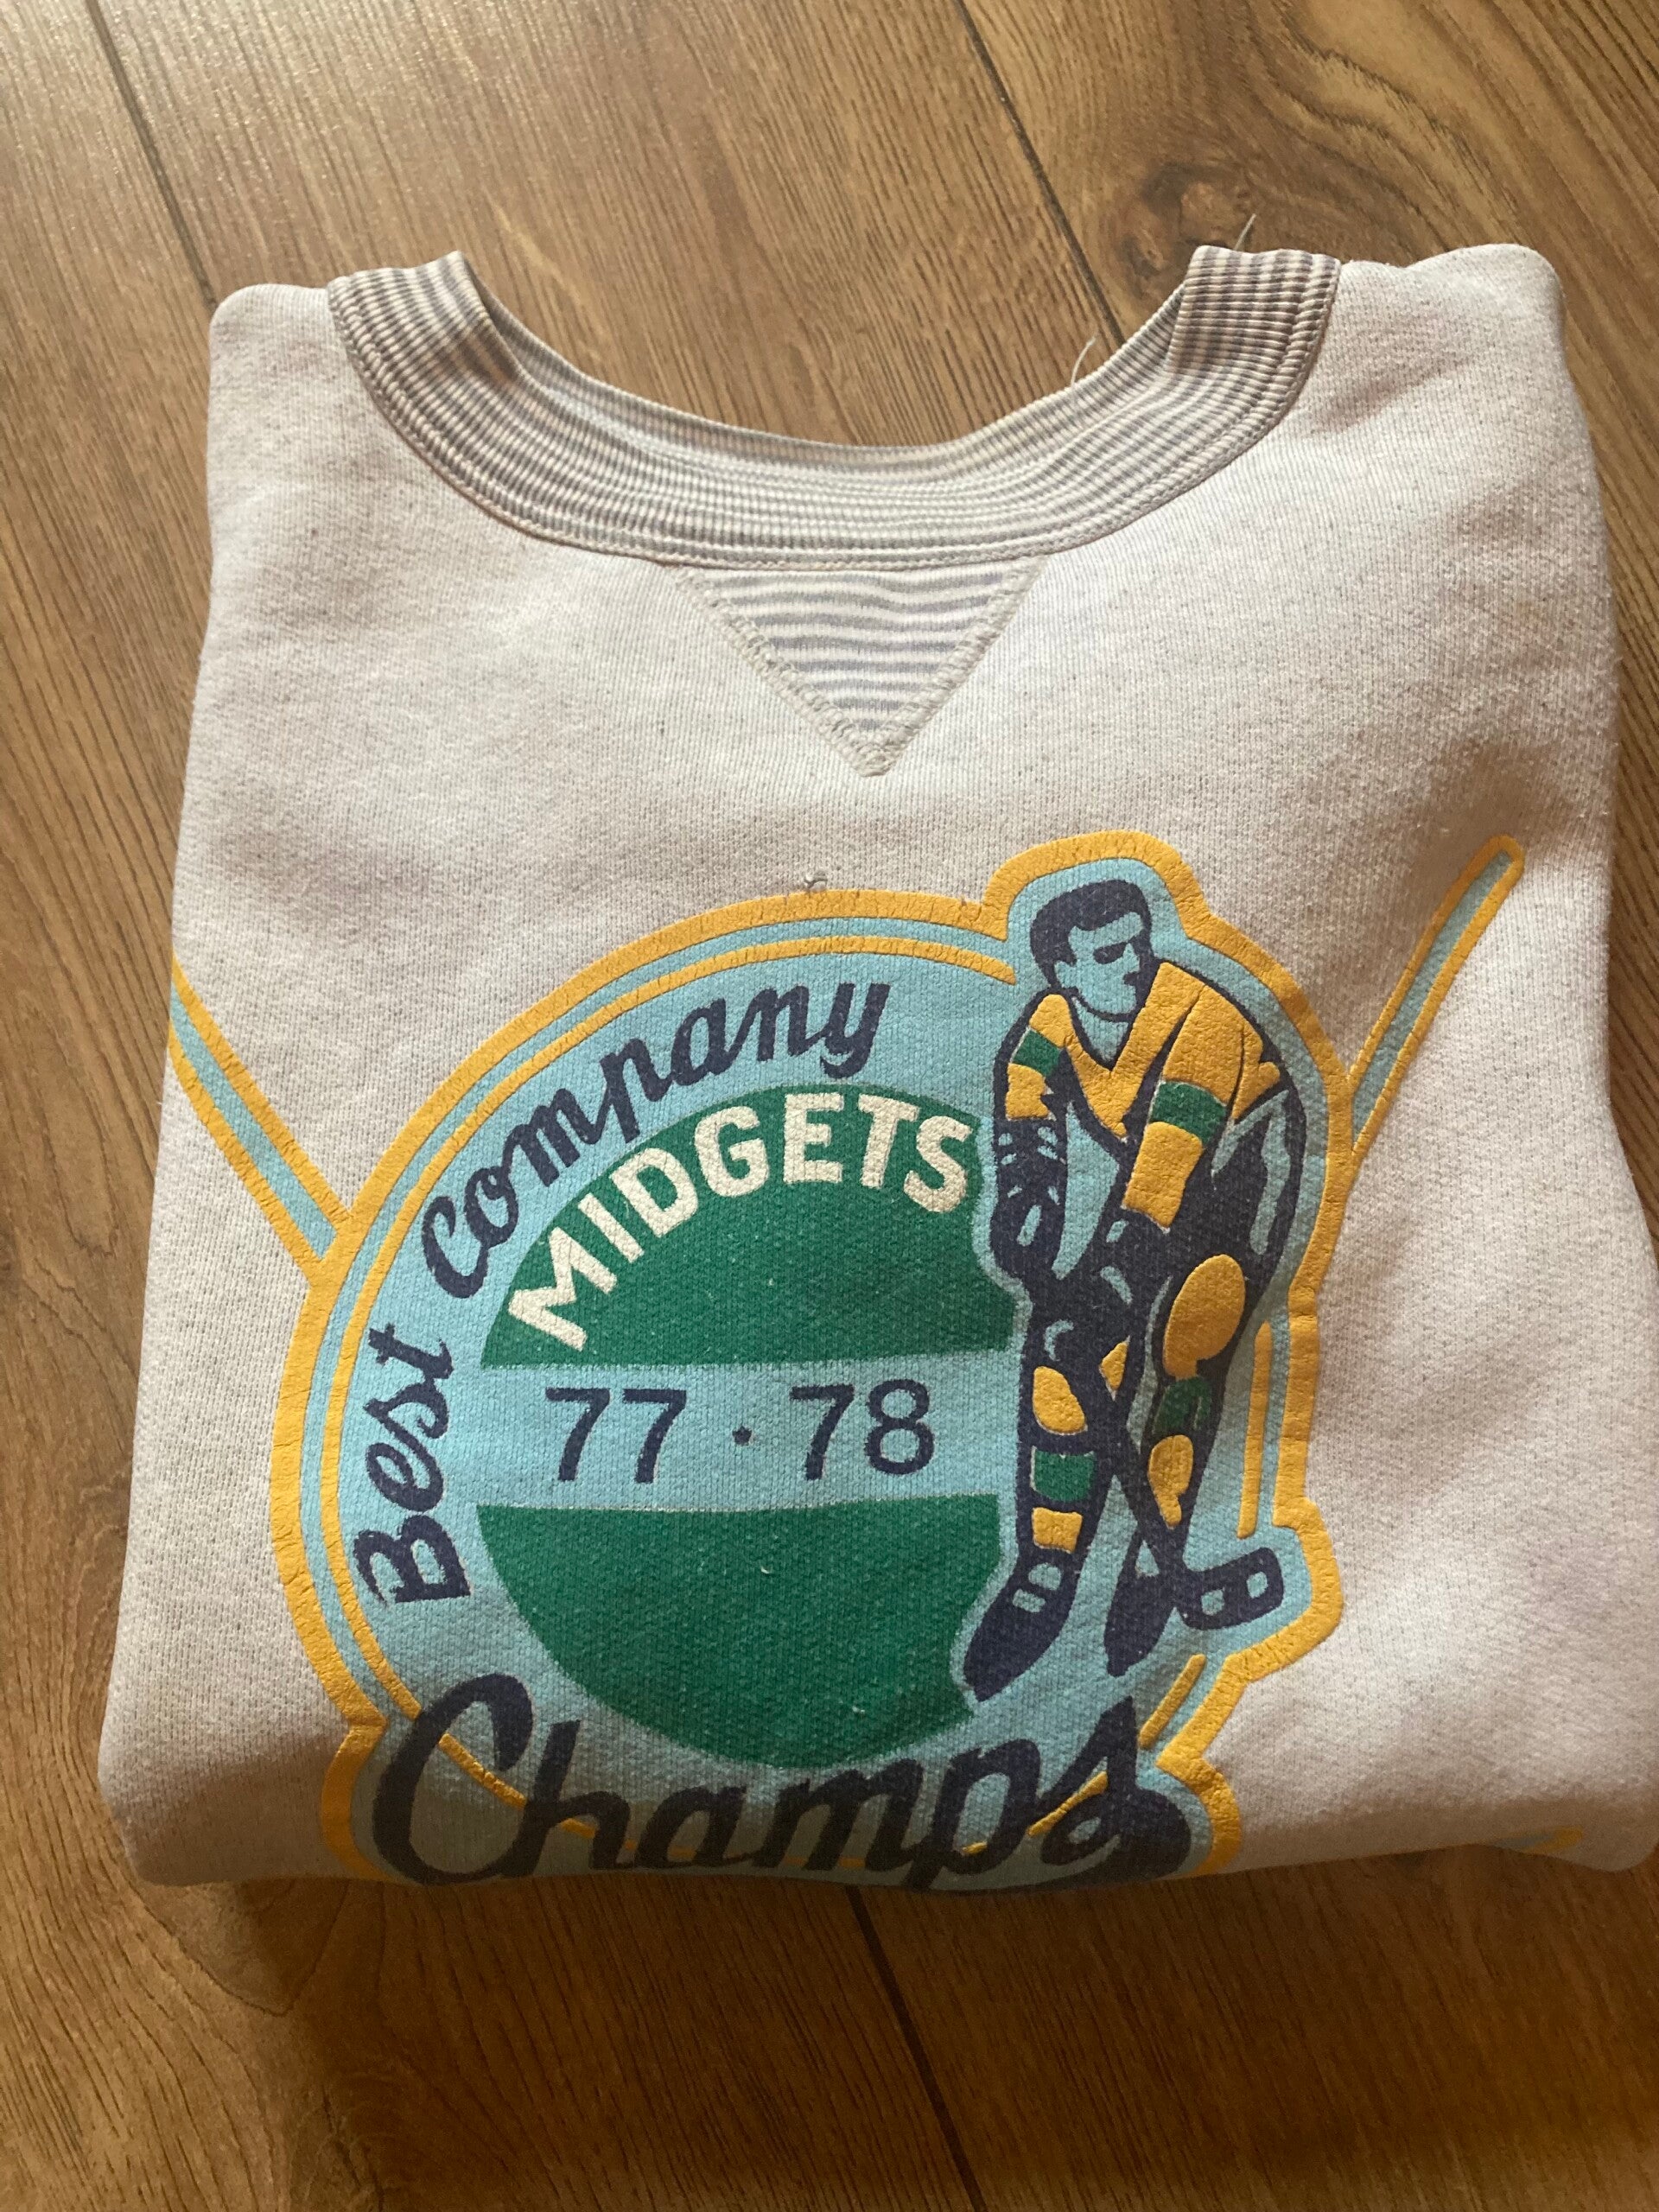 Best Company
MIDGETS
77·78
Champs